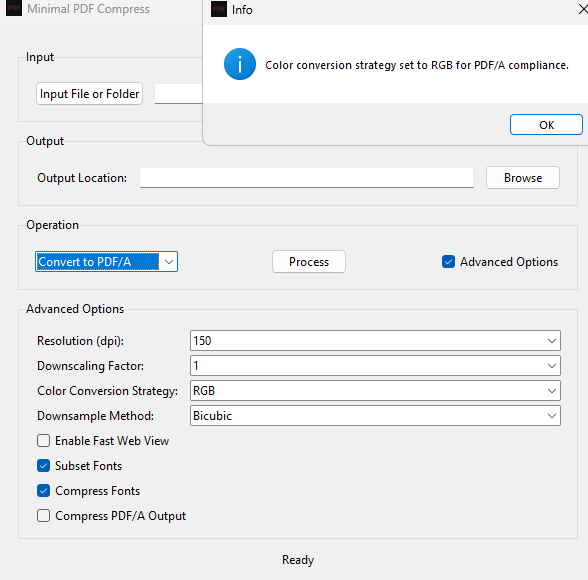 Minimal PDF Compress
Info
Color conversion strategy set to RGB for PDF/A compliance.
OK
Input
Input File or Folder
Output
Output Location:
Browse
Operation
Convert to PDF/A
Process
Advanced Options
Advanced Options
Resolution (dpi):
150
Downscaling Factor:
1
Color Conversion Strategy:
RGB
Downsample Method:
Bicubic
Enable Fast Web View
Subset Fonts
Compress Fonts
Compress PDF/A Output
Ready